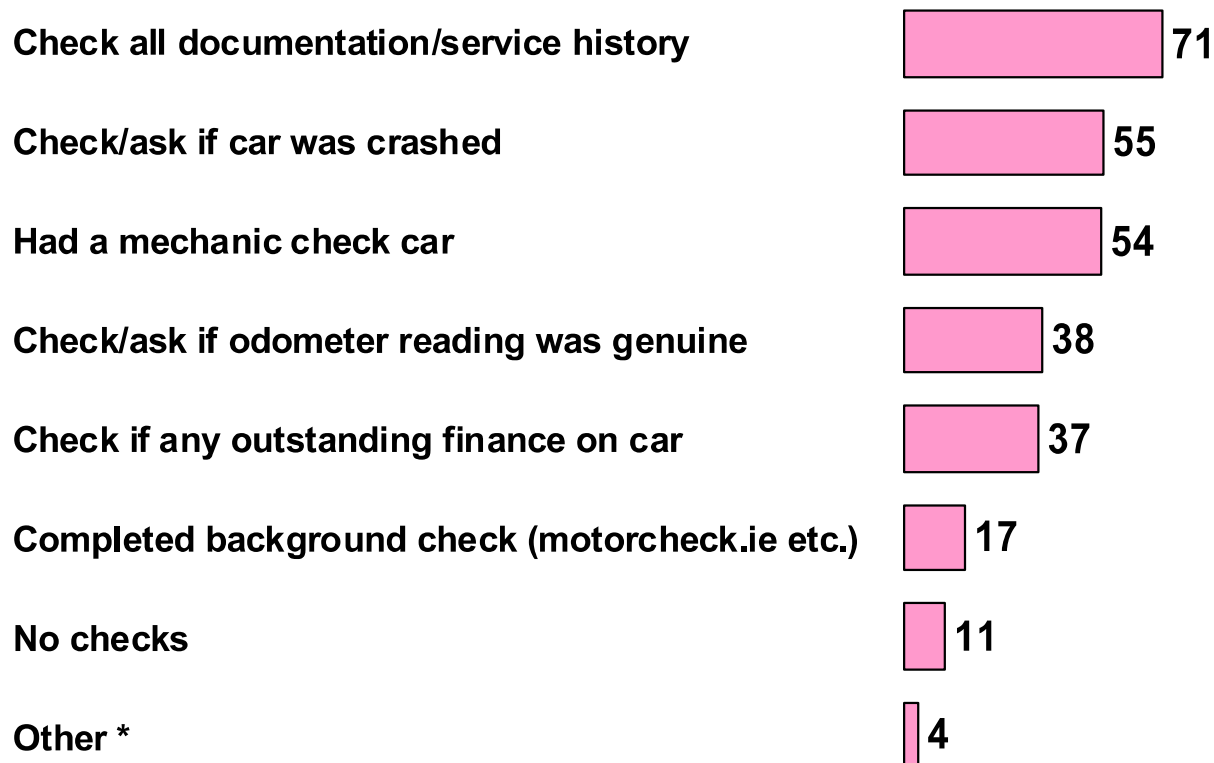 Check all documentation/service history 71
Check/ask if car was crashed 55
Had a mechanic check car 54
Check/ask if odometer reading was genuine 38
Check if any outstanding finance on car 37
Completed background check (motorcheck.ie etc.) 17
No checks 11
Other * 4